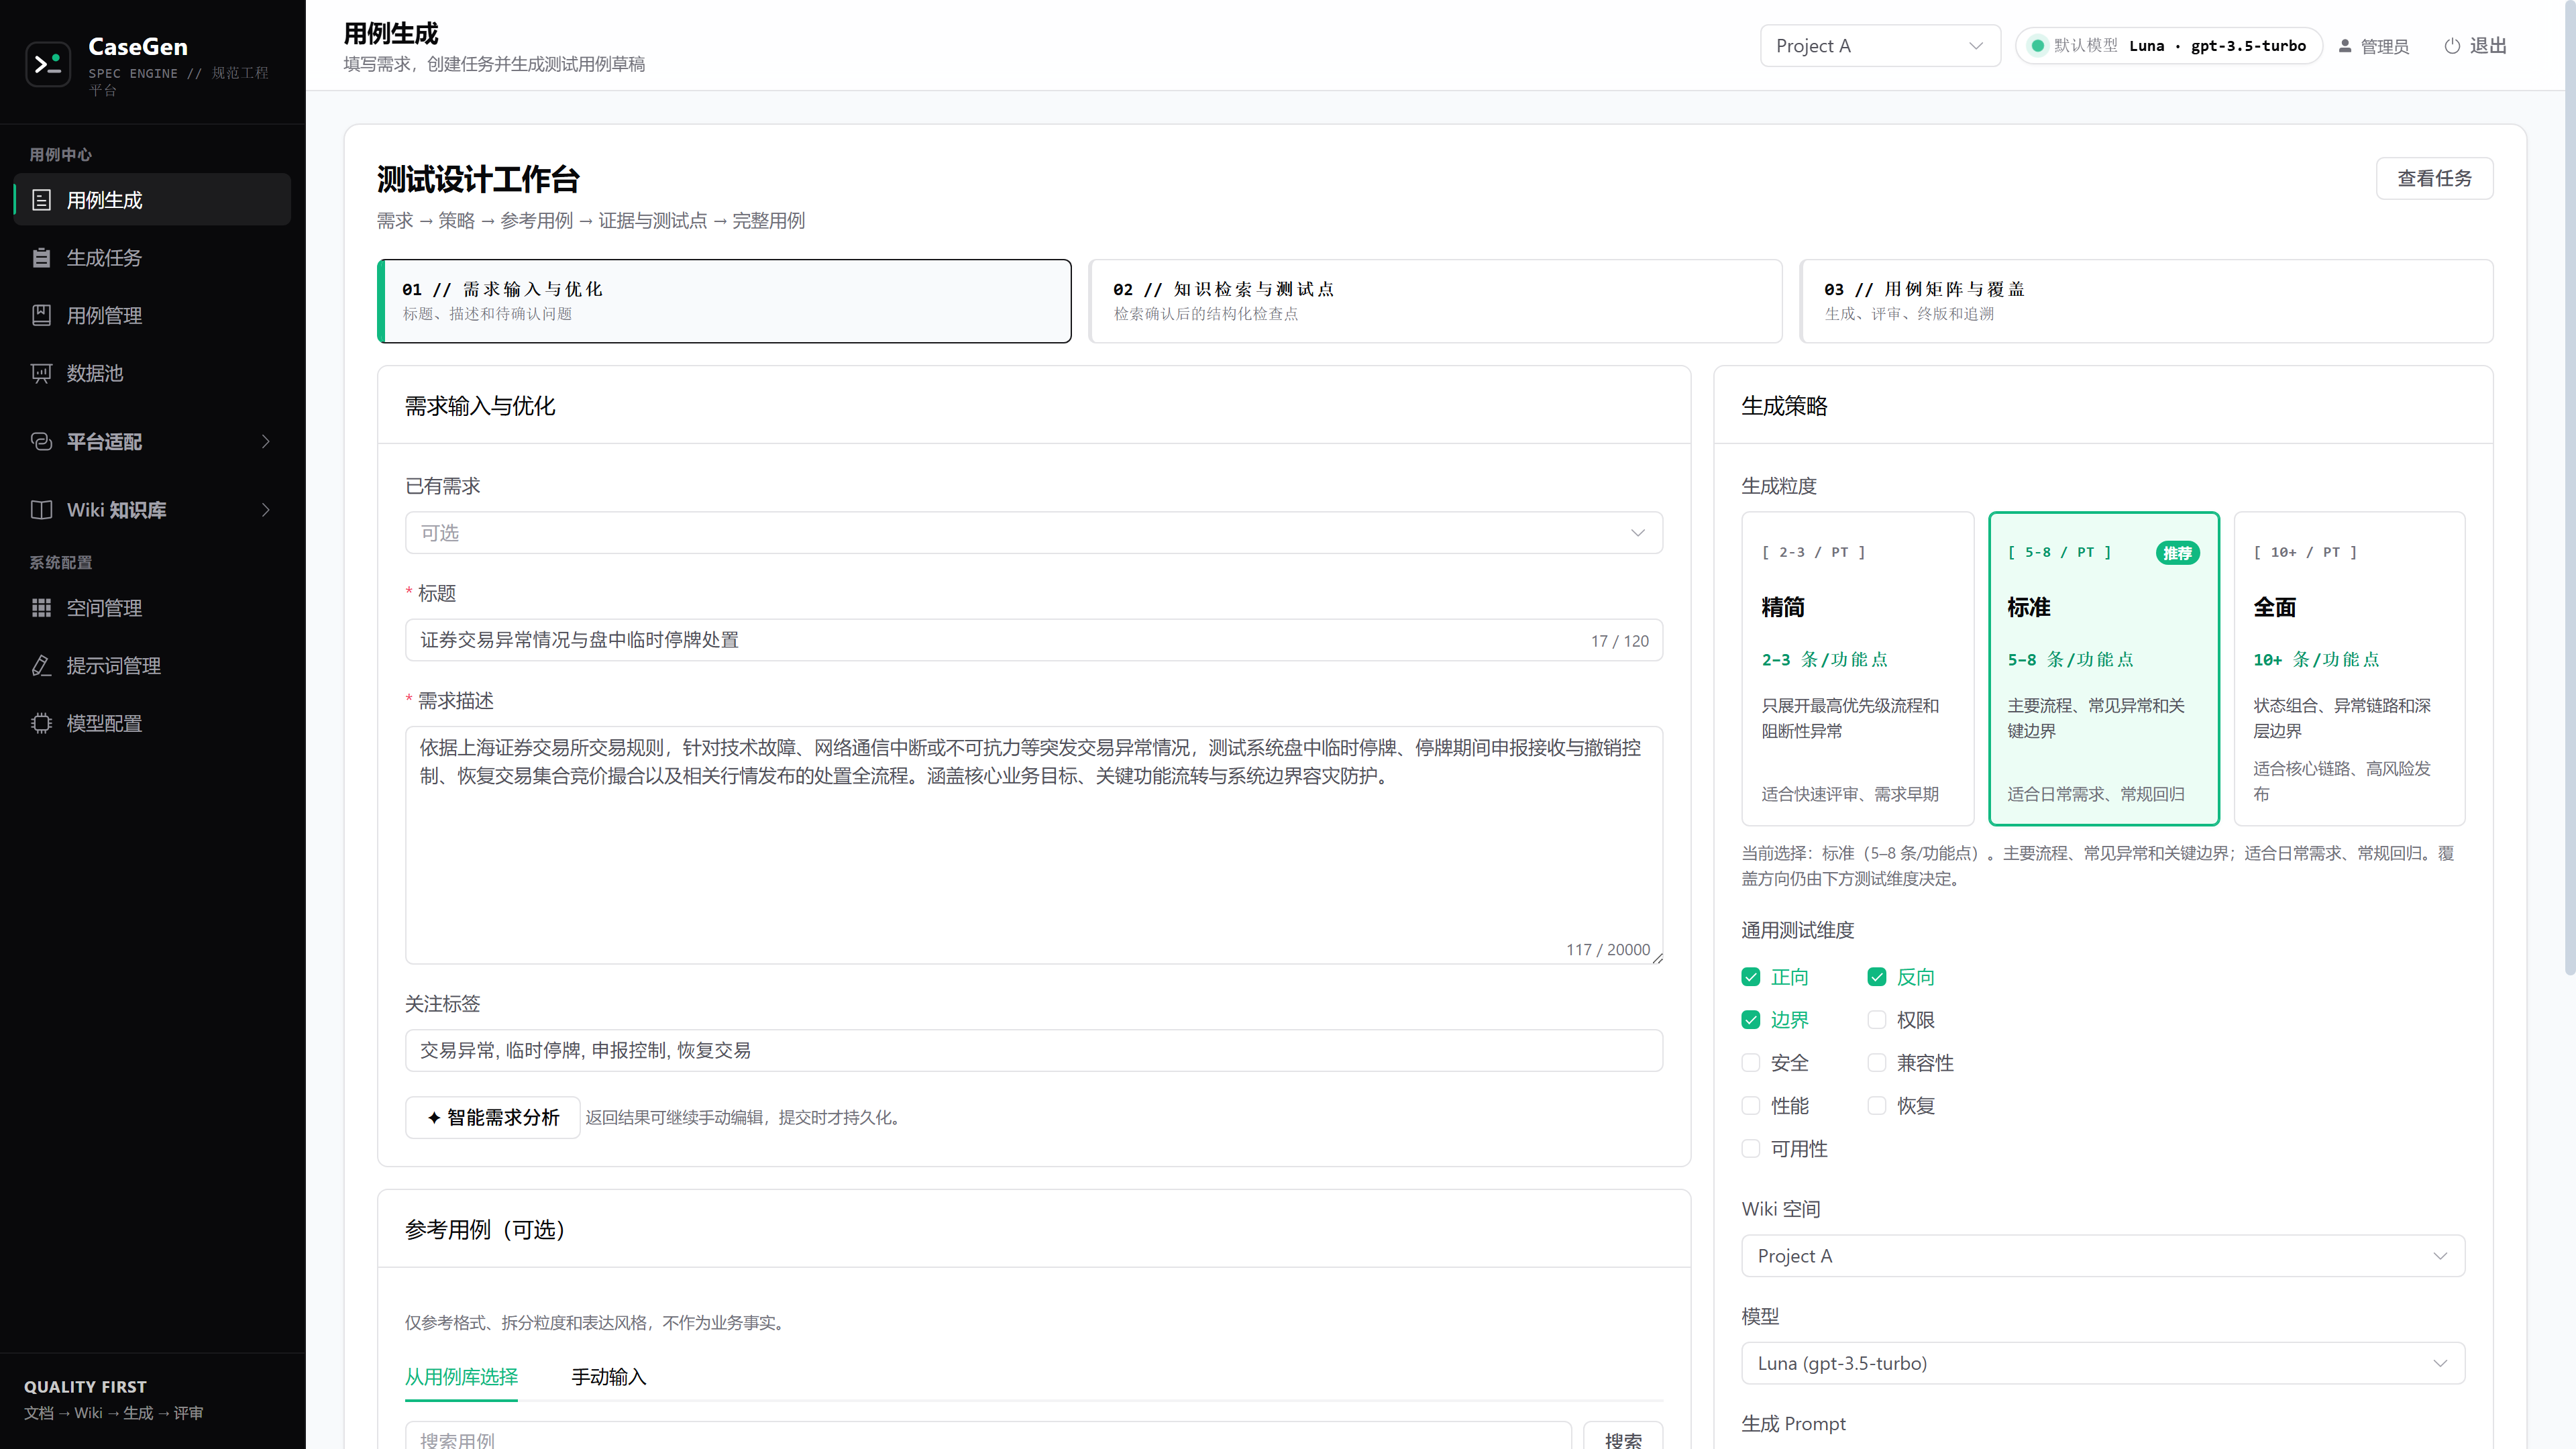 CaseGen
SPEC ENGINE // 规范工程
平台
用例中心
用例生成
生成任务
用例管理
数据池
平台适配
Wiki 知识库
系统配置
空间管理
提示词管理
模型配置
QUALITY FIRST
文档 → Wiki → 生成 → 评审
用例生成
填写需求，创建任务并生成测试用例草稿
Project A
默认模型 Luna · gpt-3.5-turbo
管理员
退出
测试设计工作台
需求 → 策略 → 参考用例 → 证据与测试点 → 完整用例
查看任务
01 // 需求输入与优化
标题、描述和待确认问题
02 // 知识检索与测试点
检索确认后的结构化检查点
03 // 用例矩阵与覆盖
生成、评审、终版和追溯
需求输入与优化
已有需求
可选
* 标题
证券交易异常情况与盘中临时停牌处置
17 / 120
* 需求描述
依据上海证券交易所交易规则，针对技术故障、网络通信中断或不可抗力等突发交易异常情况，测试系统盘中临时停牌、停牌期间申报接收与撤销控
制、恢复交易集合竞价撮合以及相关行情发布的处置全流程。涵盖核心业务目标、关键功能流转与系统边界容灾防护。
117 / 20000
关注标签
交易异常, 临时停牌, 申报控制, 恢复交易
✦ 智能需求分析
返回结果可继续手动编辑，提交时才持久化。
参考用例（可选）
仅参考格式、拆分粒度和表达风格，不作为业务事实。
从用例库选择
手动输入
搜索用例
搜索
生成策略
生成粒度
[ 2-3 / PT ]
精简
2–3 条/功能点
只展开最高优先级流程和
阻断性异常
适合快速评审、需求早期
[ 5-8 / PT ]
推荐
标准
5–8 条/功能点
主要流程、常见异常和关
键边界
适合日常需求、常规回归
[ 10+ / PT ]
全面
10+ 条/功能点
状态组合、异常链路和深
层边界
适合核心链路、高风险发
布
当前选择：标准（5–8 条/功能点）。主要流程、常见异常和关键边界；适合日常需求、常规回归。覆
盖方向仍由下方测试维度决定。
通用测试维度
正向
反向
边界
权限
安全
兼容性
性能
恢复
可用性
Wiki 空间
Project A
模型
Luna (gpt-3.5-turbo)
生成 Prompt